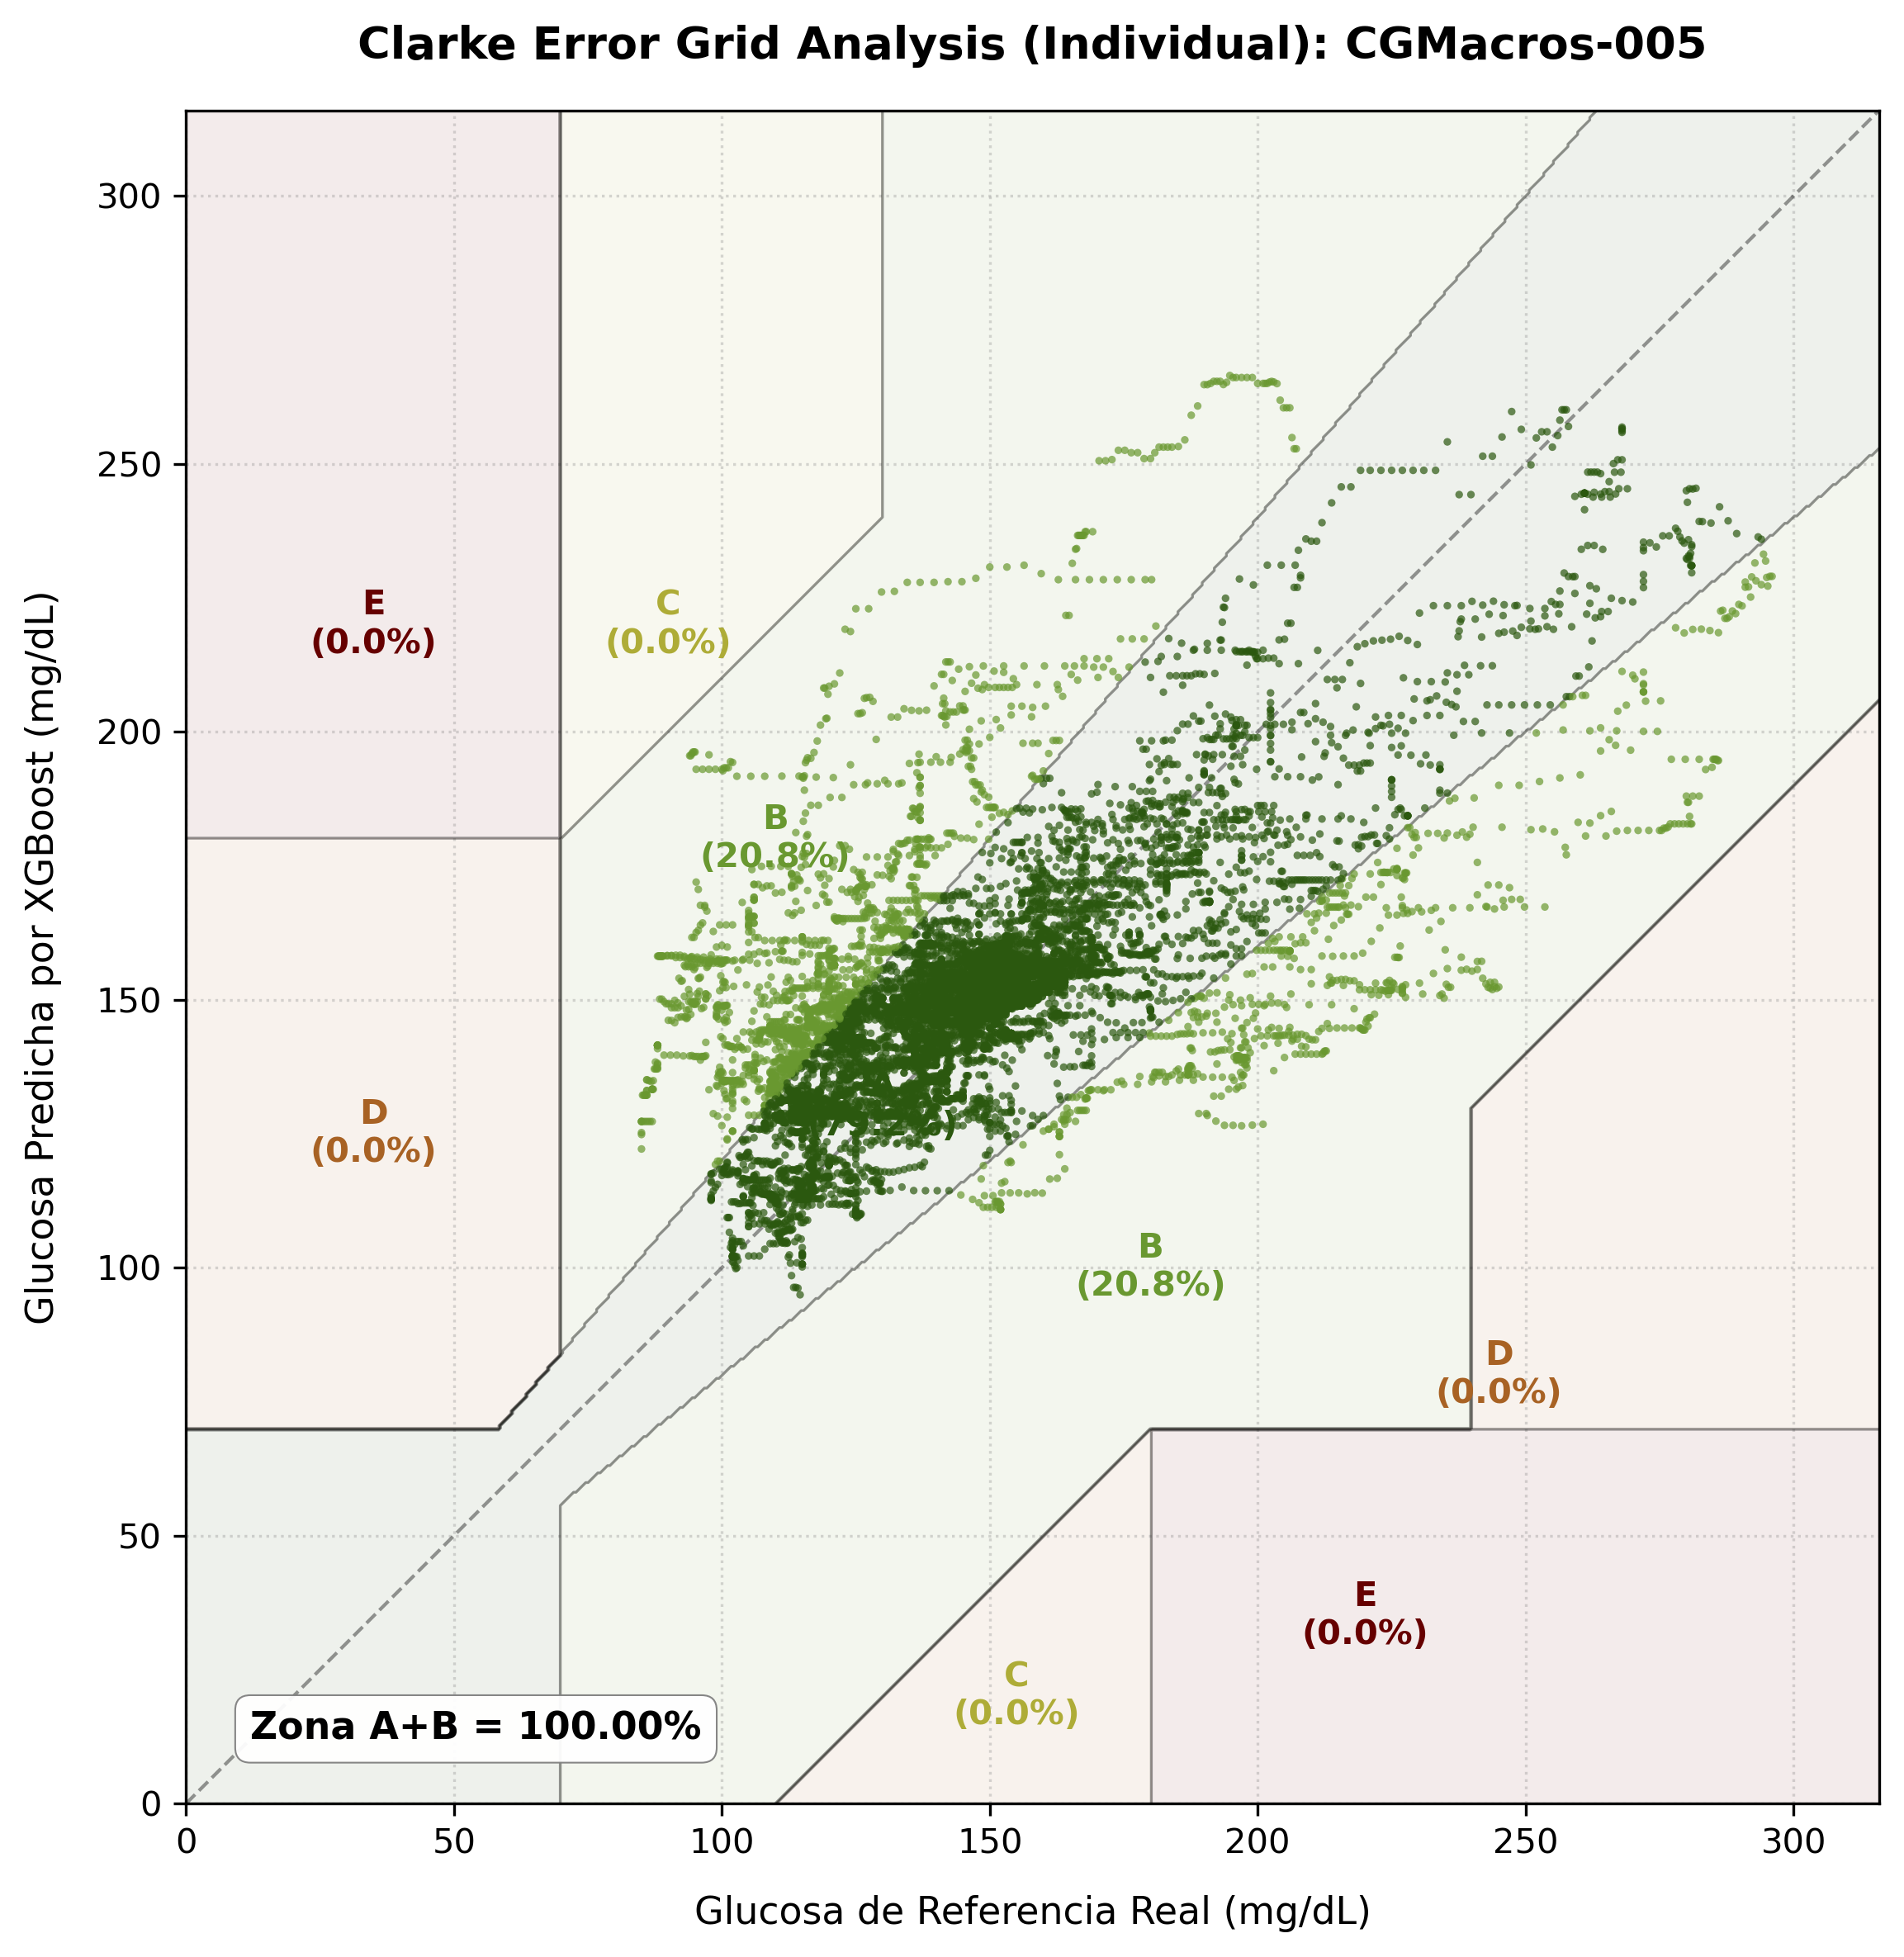 Clarke Error Grid Analysis (Individual): CGMacros-005
Glucosa Predicha por XGBoost (mg/dL)
300
250
200
150
100
50
0
E
(0.0%)
C
(0.0%)
B
(20.8%)
D
(0.0%)
B
(20.8%)
D
(0.0%)
E
(0.0%)
C
(0.0%)
Zona A+B = 100.00%
0
50
100
150
200
250
300
Glucosa de Referencia Real (mg/dL)